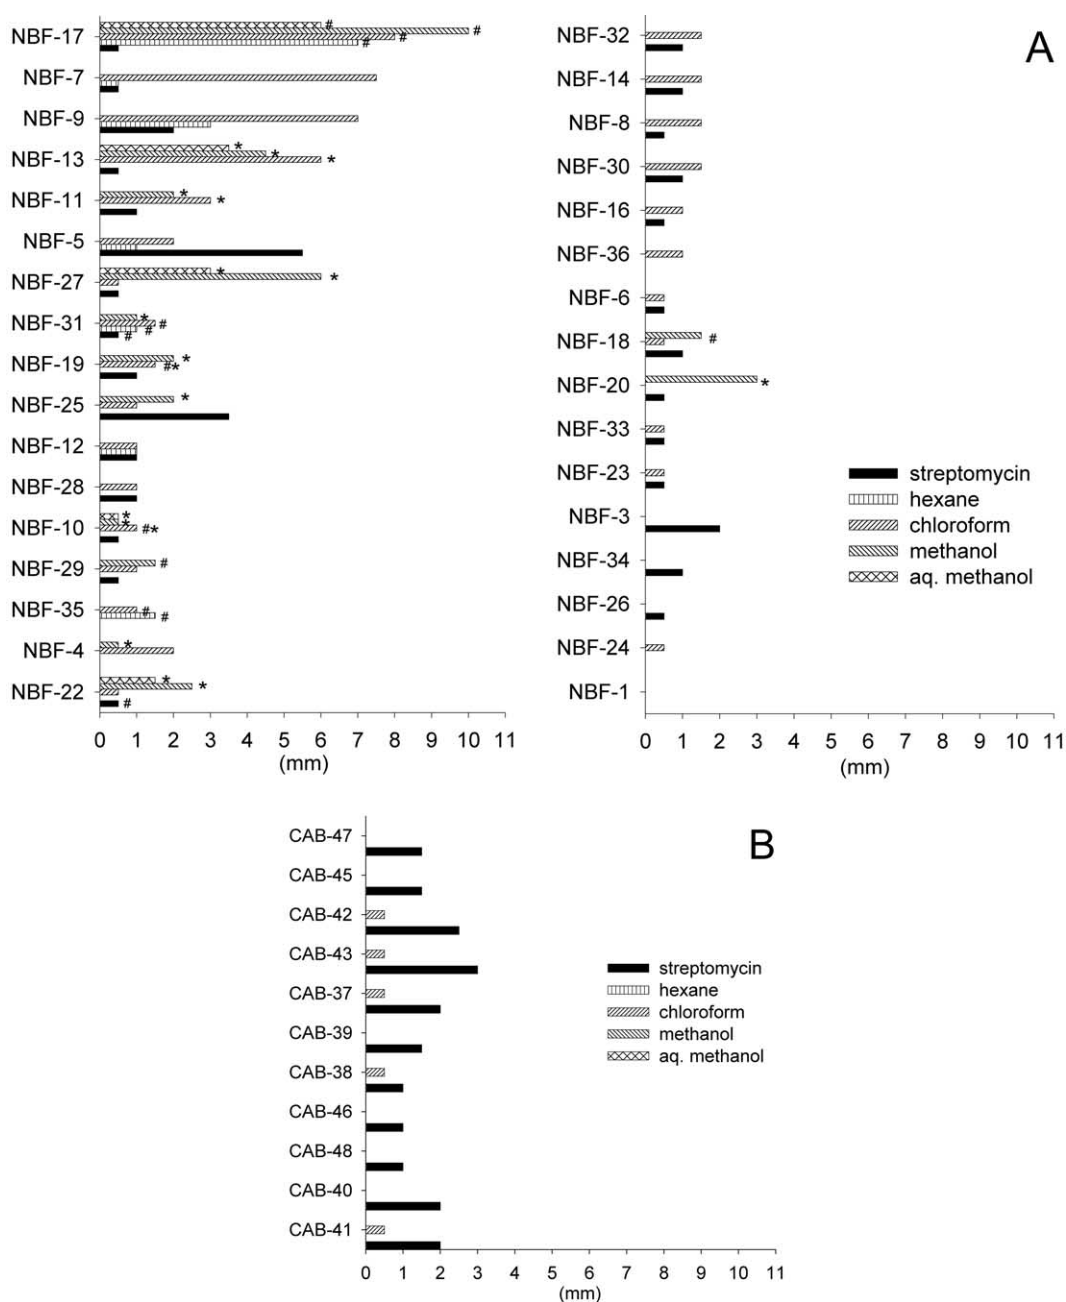 A
NBF-17 # # # #
NBF-7
NBF-9
NBF-13 * * *
NBF-11 * *
NBF-5
NBF-27 * *
NBF-31 * # # #
NBF-19 * #*
NBF-25 *
NBF-12
NBF-28
NBF-10 * * #*
NBF-29 #
NBF-35 # #
NBF-4 *
NBF-22 * * #
0 1 2 3 4 5 6 7 8 9 10 11
(mm)
NBF-32
NBF-14
NBF-8
NBF-30
NBF-16
NBF-36
NBF-6
NBF-18 #
NBF-20 *
NBF-33
NBF-23
NBF-3
NBF-34
NBF-26
NBF-24
NBF-1
0 1 2 3 4 5 6 7 8 9 10 11
(mm)
streptomycin
hexane
chloroform
methanol
aq. methanol
B
CAB-47
CAB-45
CAB-42
CAB-43
CAB-37
CAB-39
CAB-38
CAB-46
CAB-48
CAB-40
CAB-41
0 1 2 3 4 5 6 7 8 9 10 11
(mm)
streptomycin
hexane
chloroform
methanol
aq. methanol